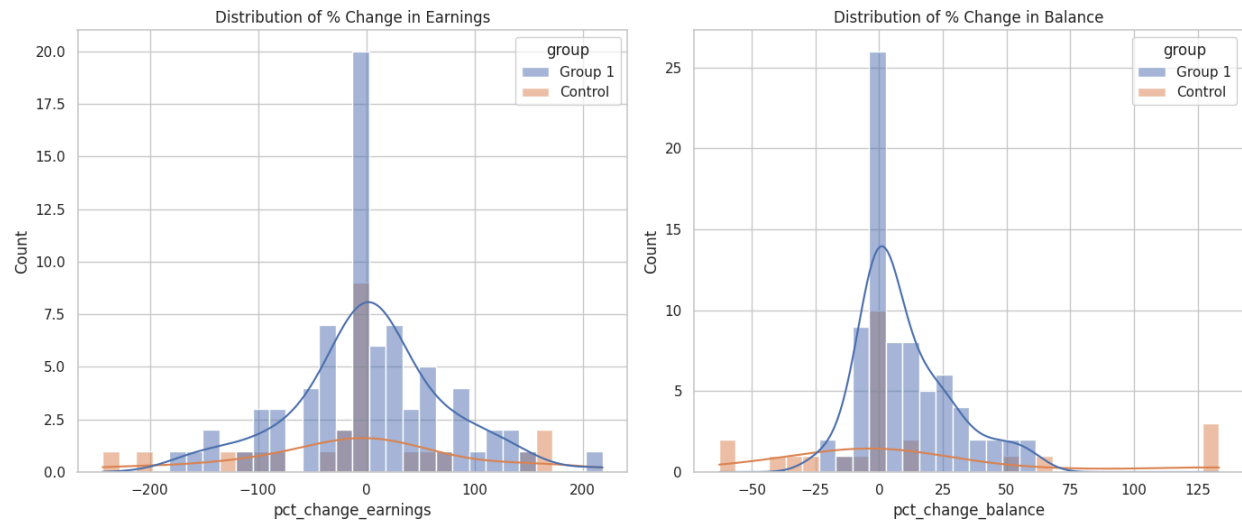 Distribution of % Change in Earnings
group
Group 1
Control
20.0
17.5
15.0
12.5
10.0
7.5
5.0
2.5
0.0
Count
−200
−100
0
100
200
pct_change_earnings
Distribution of % Change in Balance
group
Group 1
Control
25
20
15
10
5
0
Count
−50
−25
0
25
50
75
100
125
pct_change_balance